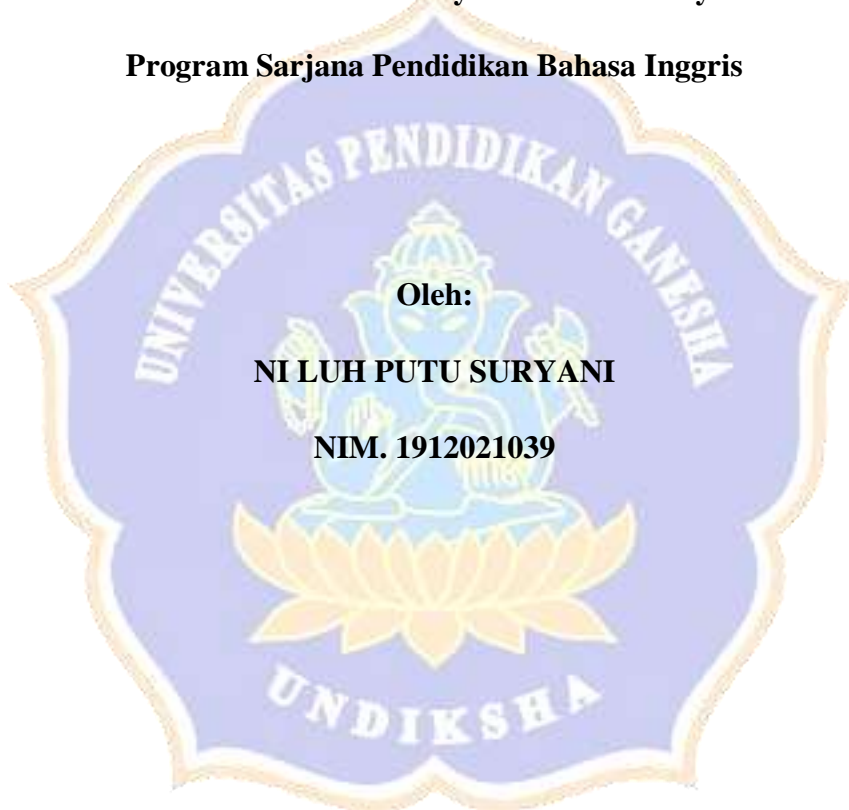 Program Sarjana Pendidikan Bahasa Inggris
UNIVERSITAS PENDIDIKAN GANESHA
Oleh:
NI LUH PUTU SURYANI
NIM. 1912021039
UNDIKSHA